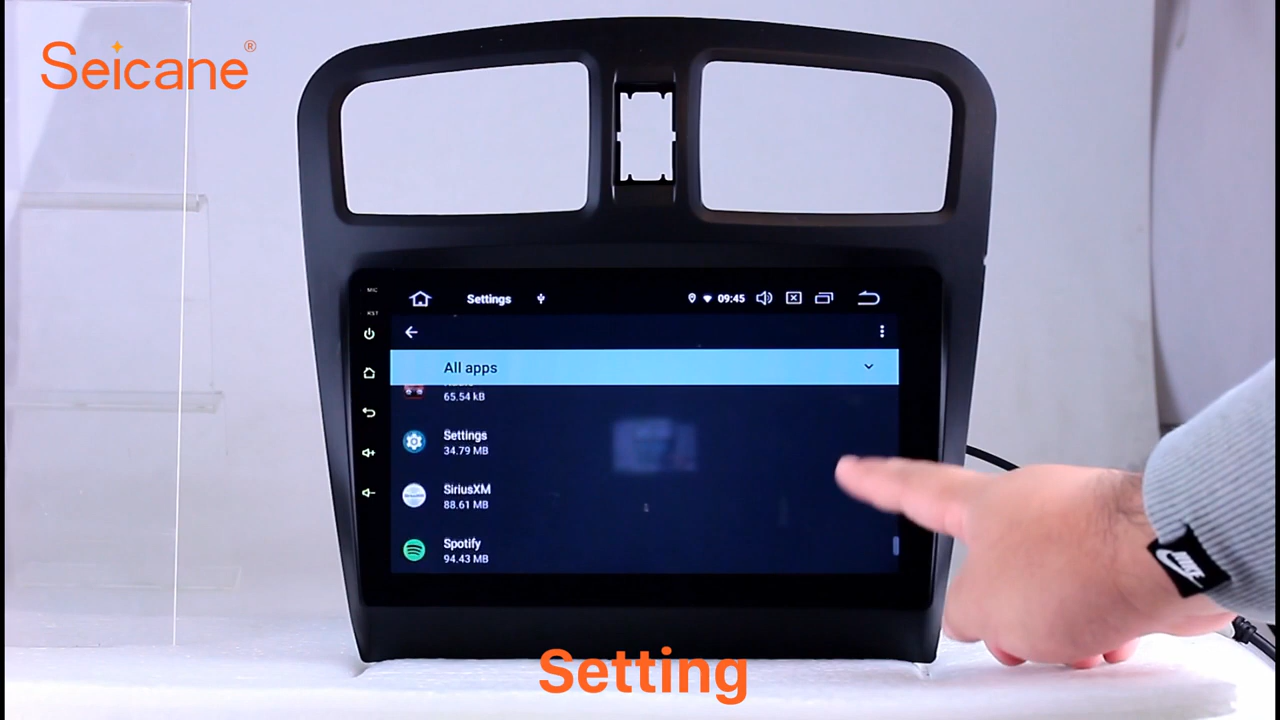 Seicane®
MIC
RST
Settings
09:45
All apps
65.54 kB
Settings
34.79 MB
SiriusXM
88.61 MB
Spotify
94.43 MB
NIKE
Setting